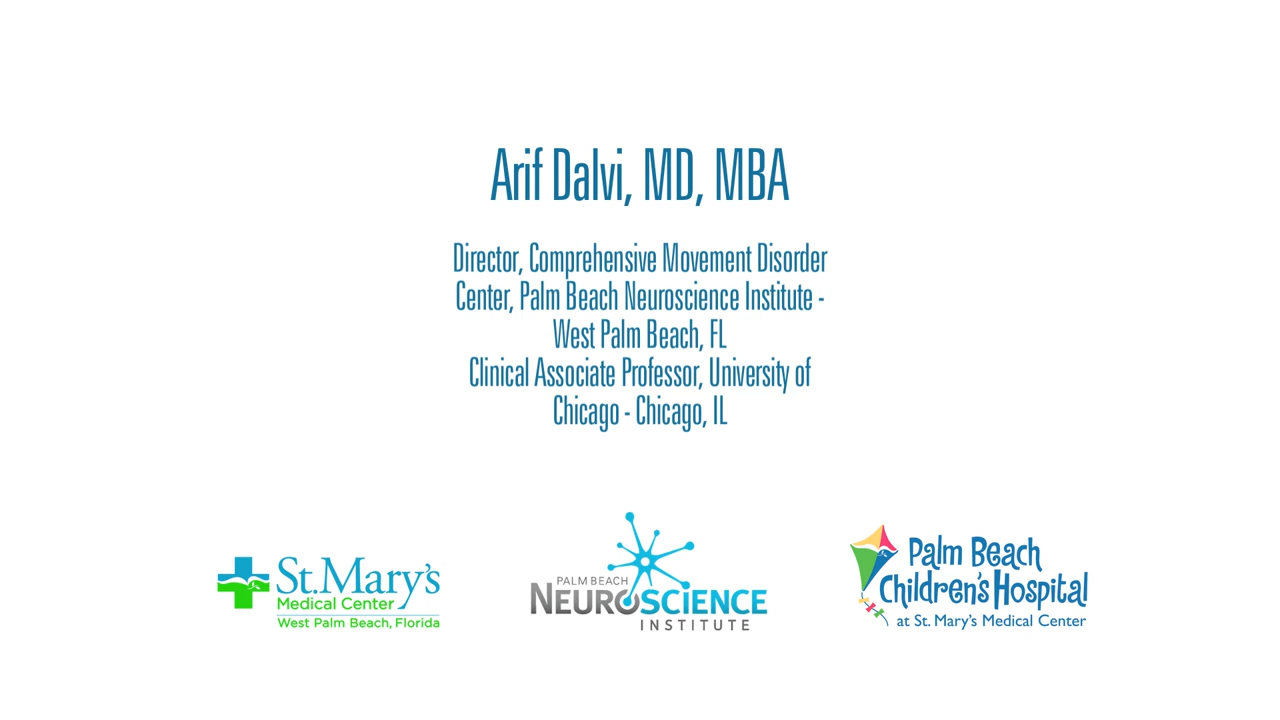 Arif Dalvi, MD, MBA
Director, Comprehensive Movement Disorder
Center, Palm Beach Neuroscience Institute -
West Palm Beach, FL
Clinical Associate Professor, University of
Chicago - Chicago, IL
St. Mary's
Medical Center
West Palm Beach, Florida
PALM BEACH
NEUROSCIENCE
INSTITUTE
Palm Beach
Children's Hospital
at St. Mary's Medical Center